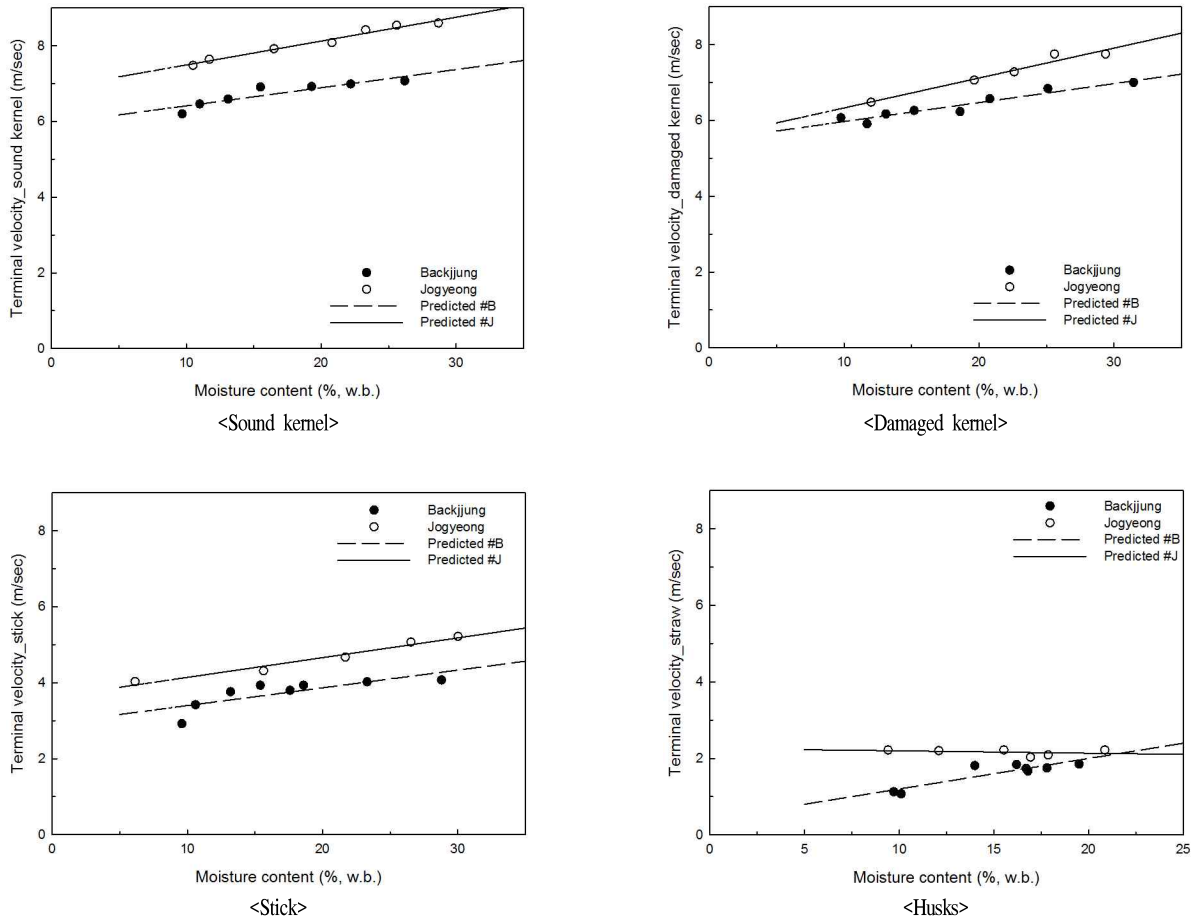 Terminal velocity_sound kernel (m/sec)
8
6
4
2
0
Backjjung
Jogyeong
Predicted #B
Predicted #J
0 10 20 30
Moisture content (%, w.b.)
<Sound kernel>
Terminal velocity_damaged kernel (m/sec)
8
6
4
2
0
Backjjung
Jogyeong
Predicted #B
Predicted #J
0 10 20 30
Moisture content (%, w.b.)
<Damaged kernel>
Terminal velocity_stick (m/sec)
8
6
4
2
0
Backjjung
Jogyeong
Predicted #B
Predicted #J
0 10 20 30
Moisture content (%, w.b.)
<Stick>
Terminal velocity_straw (m/sec)
8
6
4
2
0
Backjjung
Jogyeong
Predicted #B
Predicted #J
0 5 10 15 20 25
Moisture content (%, w.b.)
<Husks>